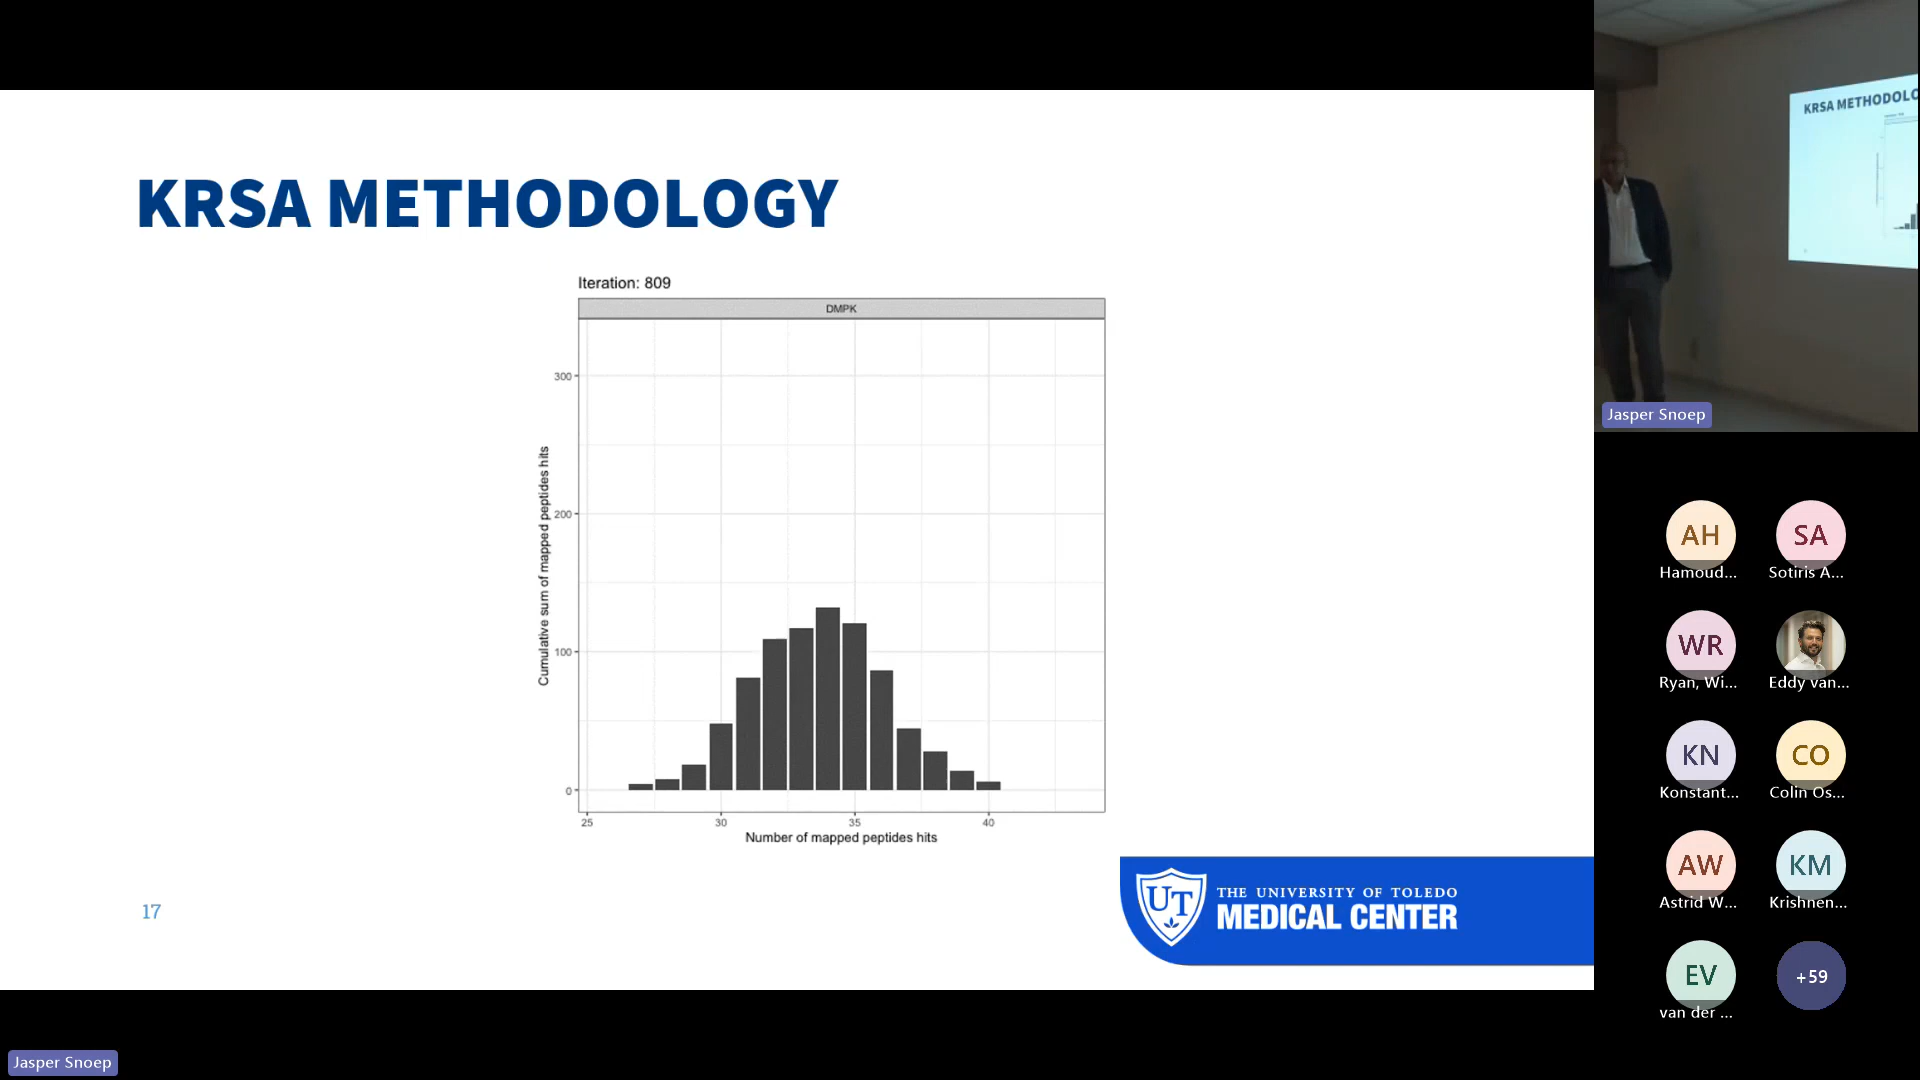 KRSA METHODOLOGY
Iteration: 809
DMPK
Cumulative sum of mapped peptides hits
300
200
100
0
25 30 35 40
Number of mapped peptides hits
17
UT
THE UNIVERSITY OF TOLEDO
MEDICAL CENTER
KRSA METHODOLO
Jasper Snoep
AH SA
Hamoud... Sotiris A...
WR
Ryan, Wi... Eddy van...
KN CO
Konstant... Colin Os...
AW KM
Astrid W... Krishnen...
EV +59
van der ...
Jasper Snoep